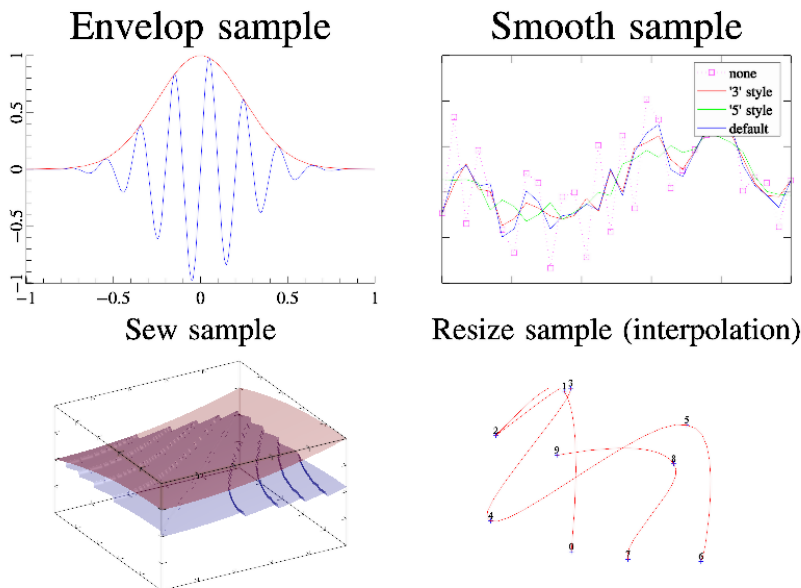 Envelop sample
Smooth sample
1
0.5
0
−0.5
−1
−1
−0.5
0
0.5
1
none
'3' style
'5' style
default
Sew sample
Resize sample (interpolation)
1
3
2
5
9
8
4
0
7
6